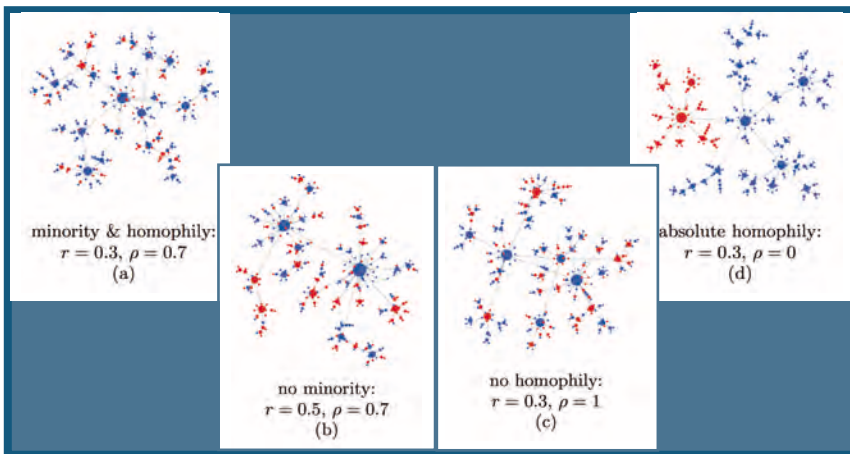 minority & homophily:
r = 0.3, ρ = 0.7
(a)
no minority:
r = 0.5, ρ = 0.7
(b)
no homophily:
r = 0.3, ρ = 1
(c)
absolute homophily:
r = 0.3, ρ = 0
(d)